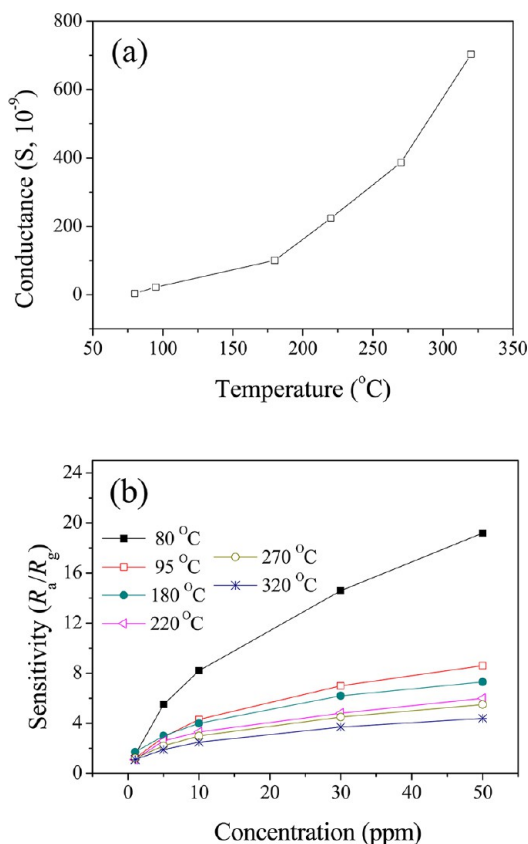 (a)
800
600
400
200
0
Conductance (S, 10⁻⁹)
50 100 150 200 250 300 350
Temperature (°C)
(b)
24
20
16
12
8
4
0
Sensitivity (Rₐ/R_g)
80 °C
95 °C
180 °C
220 °C
270 °C
320 °C
0 10 20 30 40 50
Concentration (ppm)